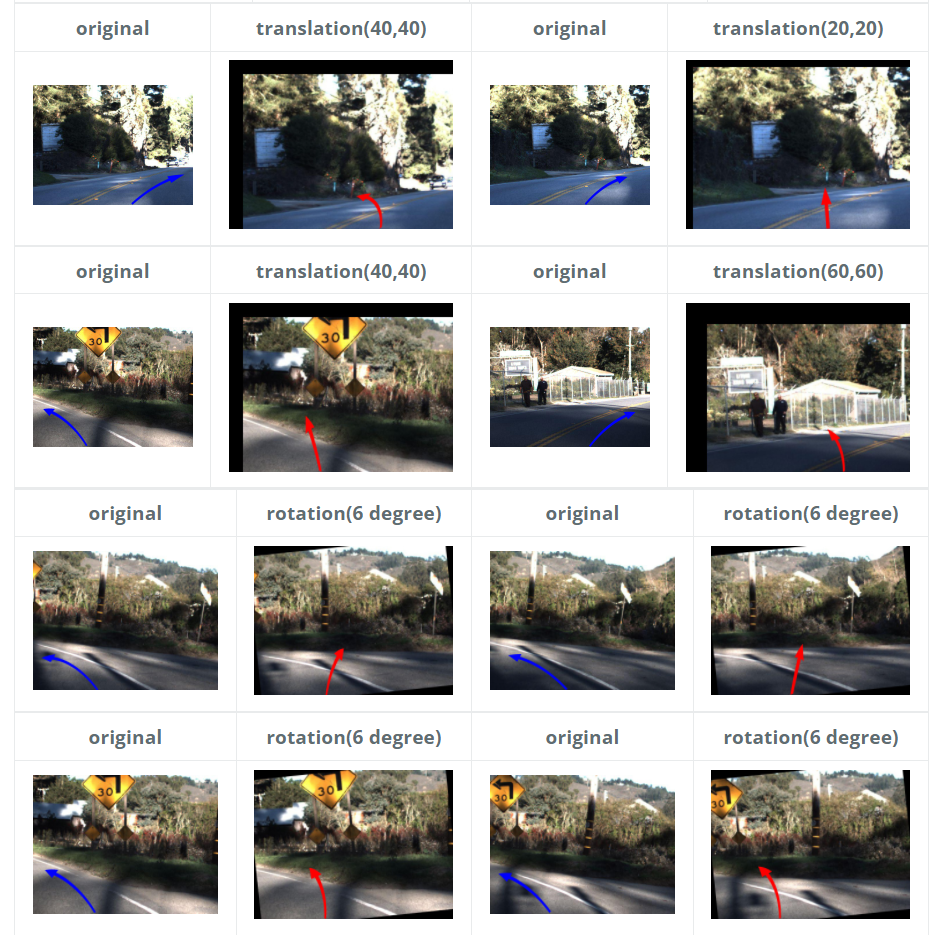 original translation(40,40) original translation(20,20)
original translation(40,40) original translation(60,60)
30 30
original rotation(6 degree) original rotation(6 degree)
original rotation(6 degree) original rotation(6 degree)
30 30 30 30